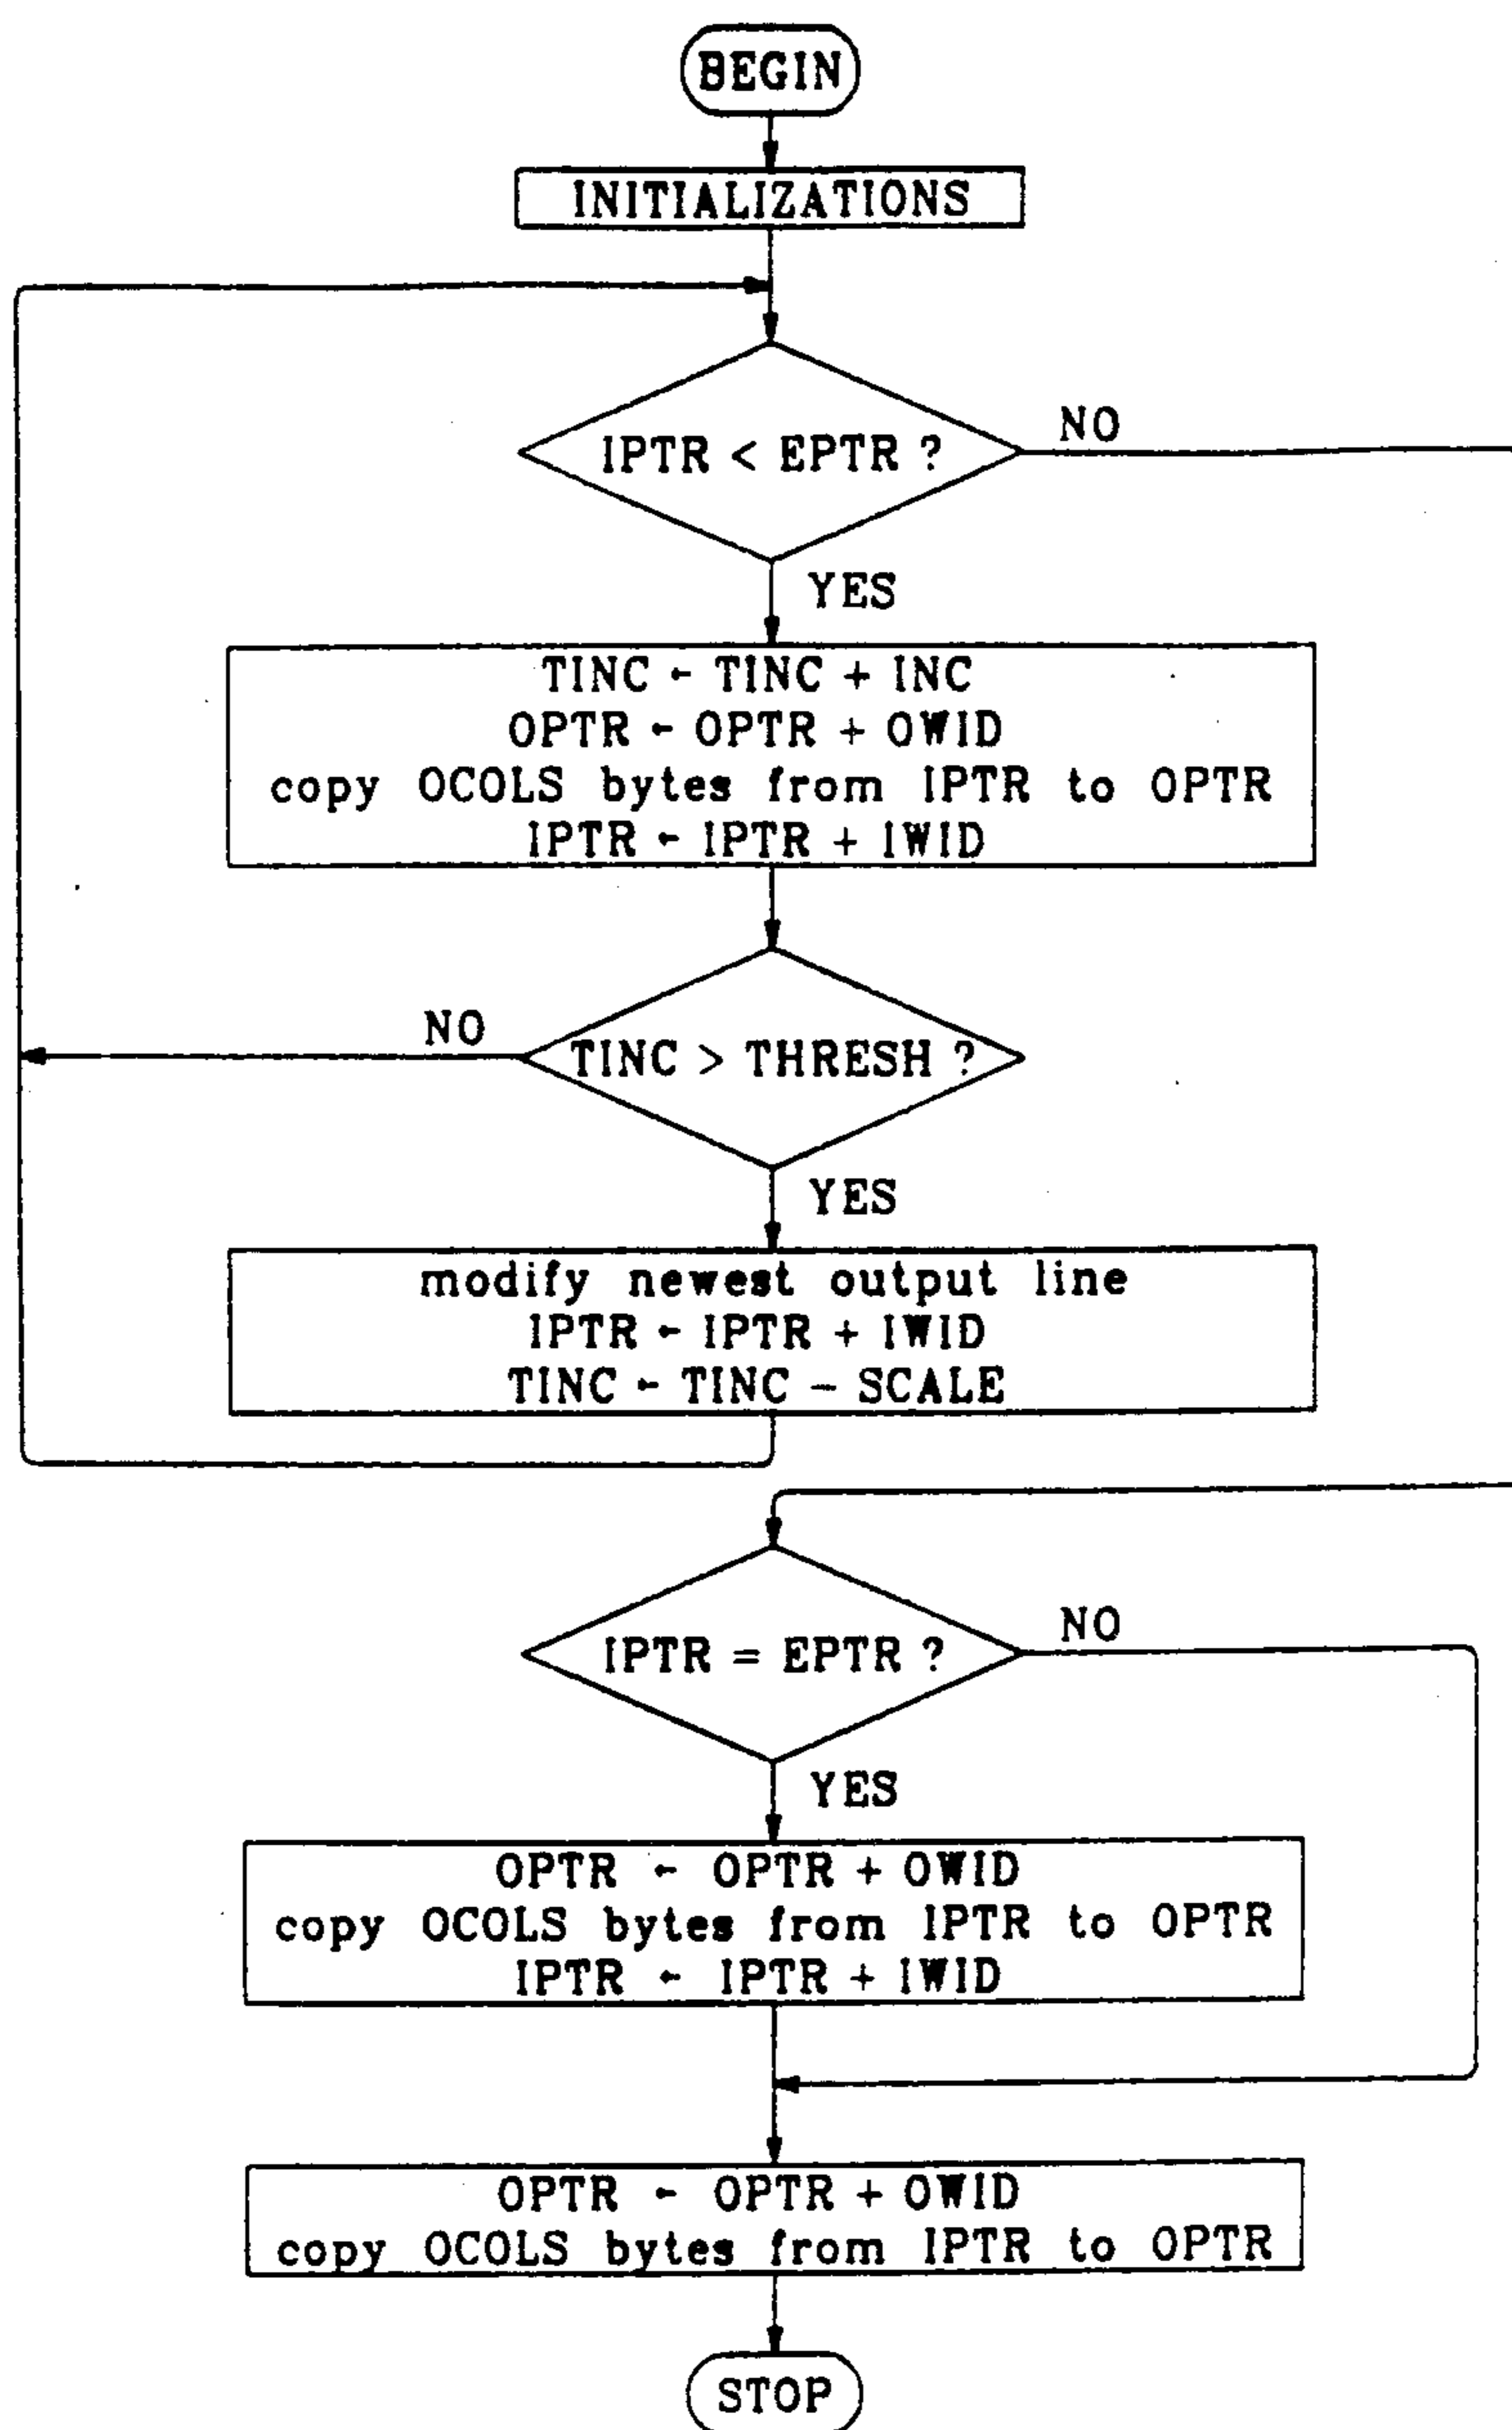 BEGIN
INITIALIZATIONS
IPTR < EPTR ?
NO
YES
TINC ← TINC + INC
OPTR ← OPTR + OWID
copy OCOLS bytes from IPTR to OPTR
IPTR ← IPTR + IWID
NO
TINC > THRESH ?
YES
modify newest output line
IPTR ← IPTR + IWID
TINC ← TINC − SCALE
IPTR = EPTR ?
NO
YES
OPTR ← OPTR + OWID
copy OCOLS bytes from IPTR to OPTR
IPTR ← IPTR + IWID
OPTR ← OPTR + OWID
copy OCOLS bytes from IPTR to OPTR
STOP